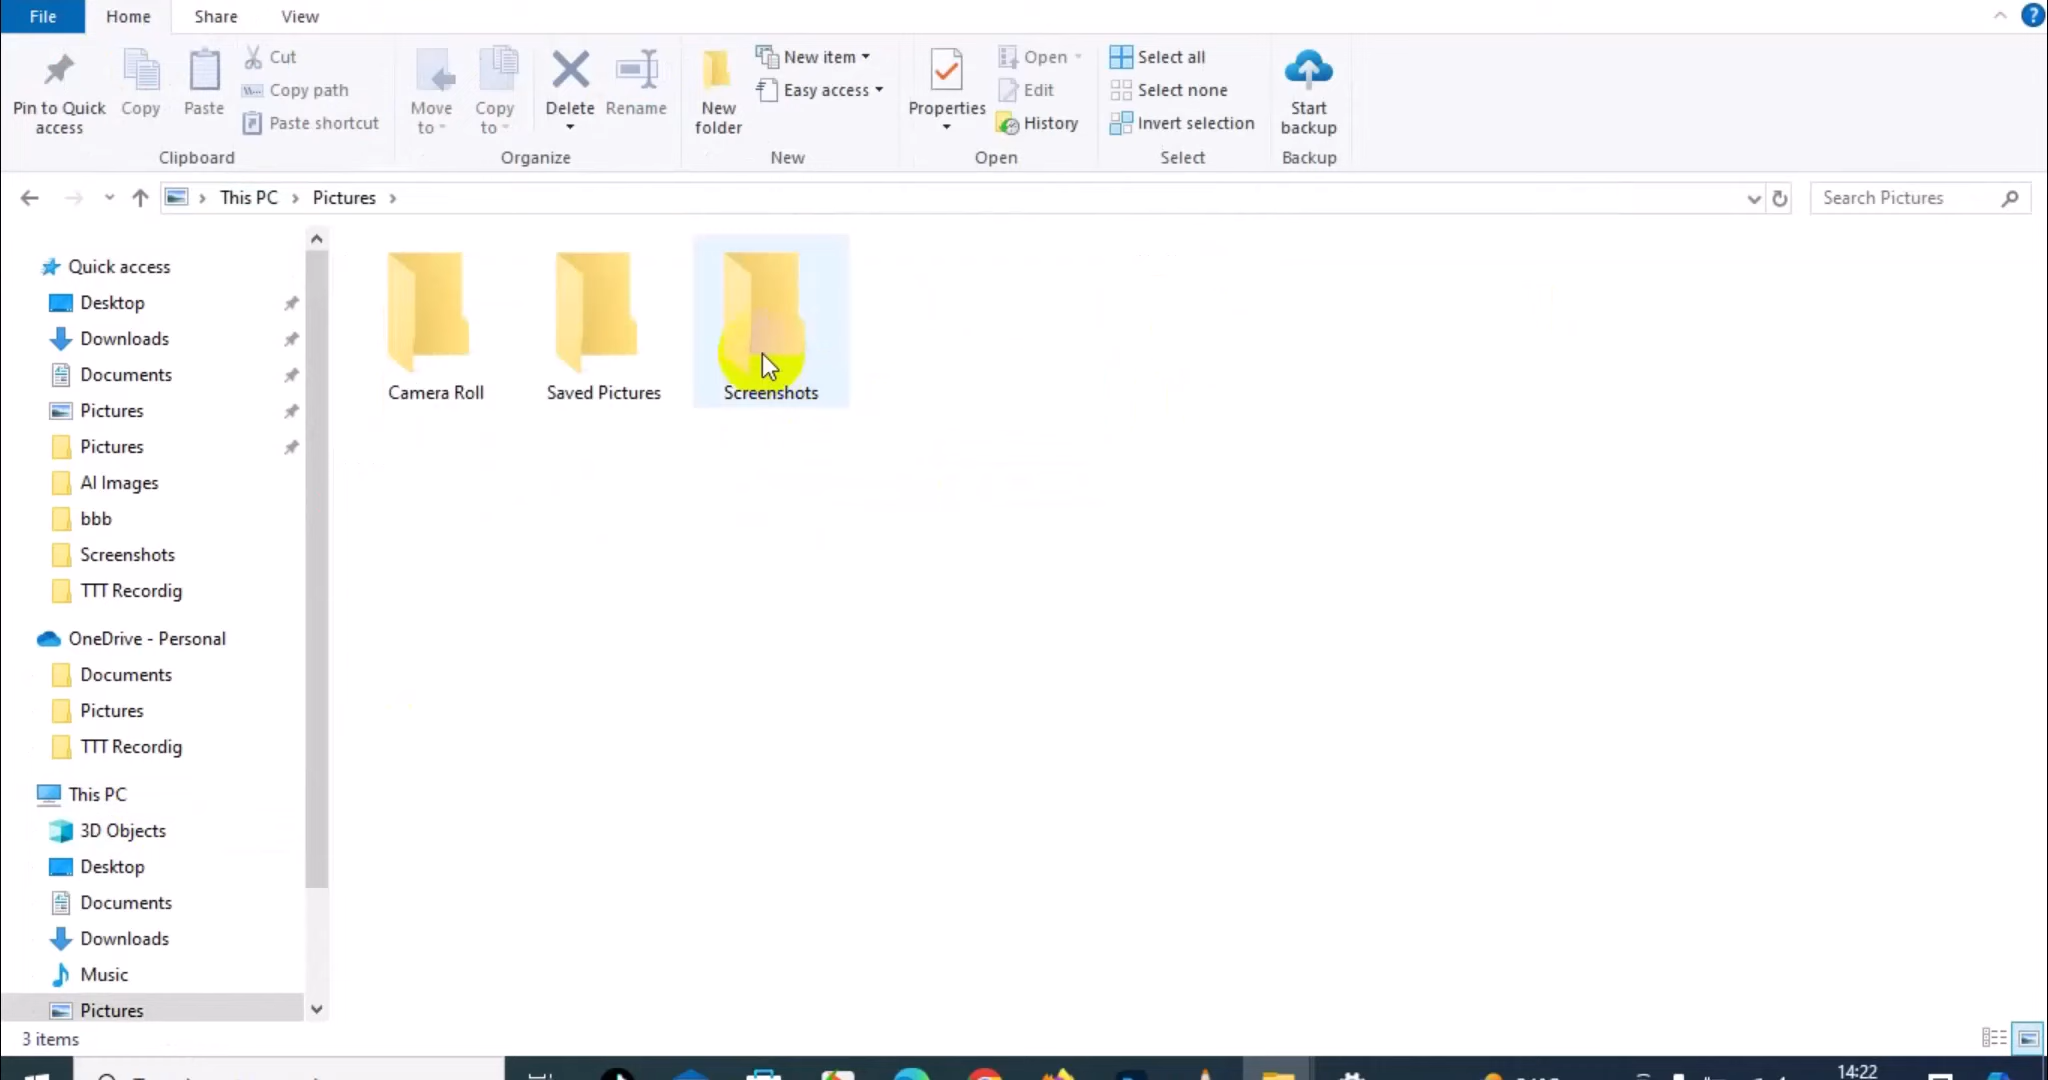 File Home Share View
Pin to Quick access
Copy
Paste
Cut
Copy path
Paste shortcut
Clipboard
Move to
Copy to
Delete
Rename
Organize
New folder
New item
Easy access
New
Properties
Open
Edit
History
Open
Select all
Select none
Invert selection
Select
Start backup
Backup
This PC › Pictures ›
Search Pictures
Quick access
Desktop
Downloads
Documents
Pictures
Pictures
AI Images
bbb
Screenshots
TTT Recordig
OneDrive - Personal
Documents
Pictures
TTT Recordig
This PC
3D Objects
Desktop
Documents
Downloads
Music
Pictures
Camera Roll
Saved Pictures
Screenshots
3 items
14:22